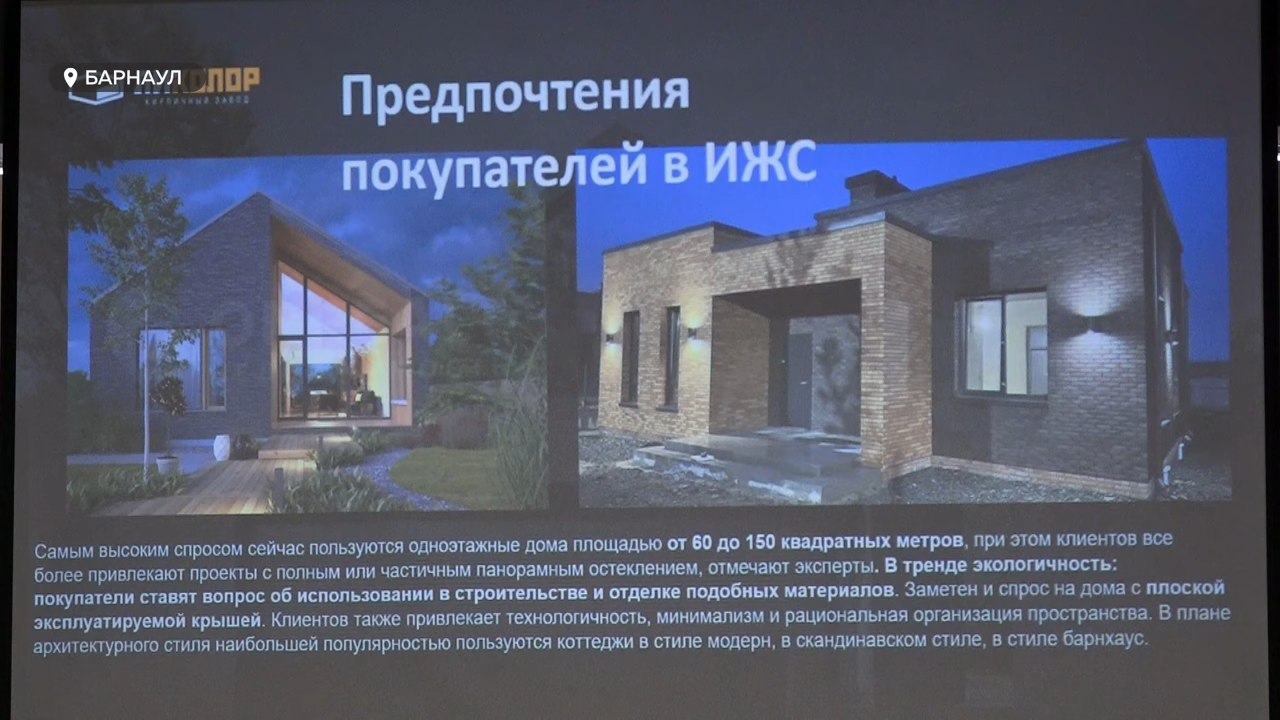 БАРНАУЛ
КИРПИЧНЫЙ ЗАВОД
Предпочтения
покупателей в ИЖС
Самым высоким спросом сейчас пользуются одноэтажные дома площадью от 60 до 150 квадратных метров, при этом клиентов все
более привлекают проекты с полным или частичным панорамным остеклением, отмечают эксперты. В тренде экологичность:
покупатели ставят вопрос об использовании в строительстве и отделке подобных материалов. Заметен и спрос на дома с плоской
эксплуатируемой крышей. Клиентов также привлекает технологичность, минимализм и рациональная организация пространства. В плане
архитектурного стиля наибольшей популярностью пользуются коттеджи в стиле модерн, в скандинавском стиле, в стиле барнхаус.